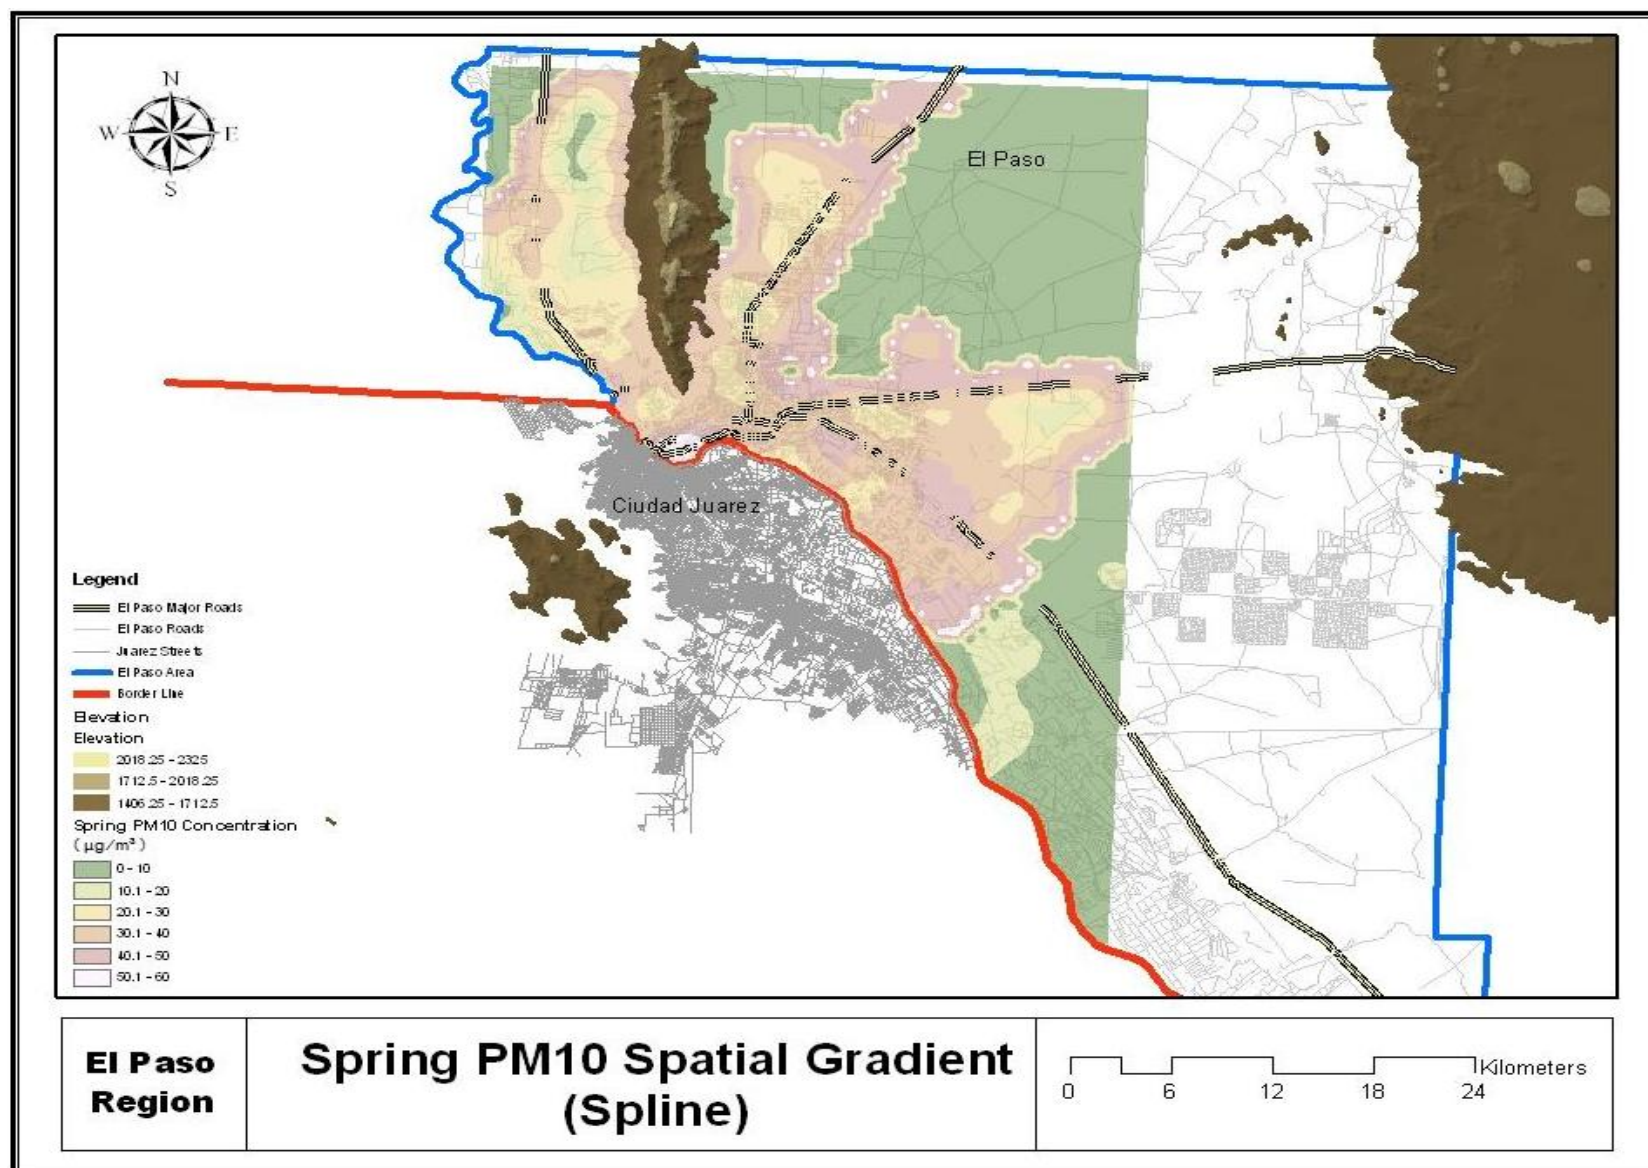 N
W
E
S
El Paso
Ciudad Juarez
Legend
El Paso Major Roads
El Paso Roads
Juarez Streets
El Paso Area
Border Line
Elevation
Elevation
2018.25 - 2325
1712.5 - 2018.25
1406.25 - 1712.5
Spring PM10 Concentration
( µg/m³ )
0 - 10
10.1 - 20
20.1 - 30
30.1 - 40
40.1 - 50
50.1 - 60
El Paso
Region
Spring PM10 Spatial Gradient
(Spline)
Kilometers
0 6 12 18 24